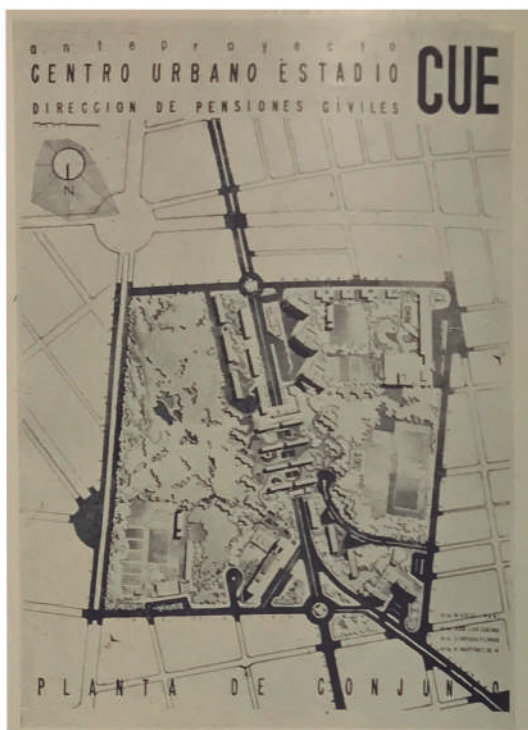 anteproyecto
CENTRO URBANO ESTADIO CUE
DIRECCION DE PENSIONES CIVILES
N
PLANTA DE CONJUNTO